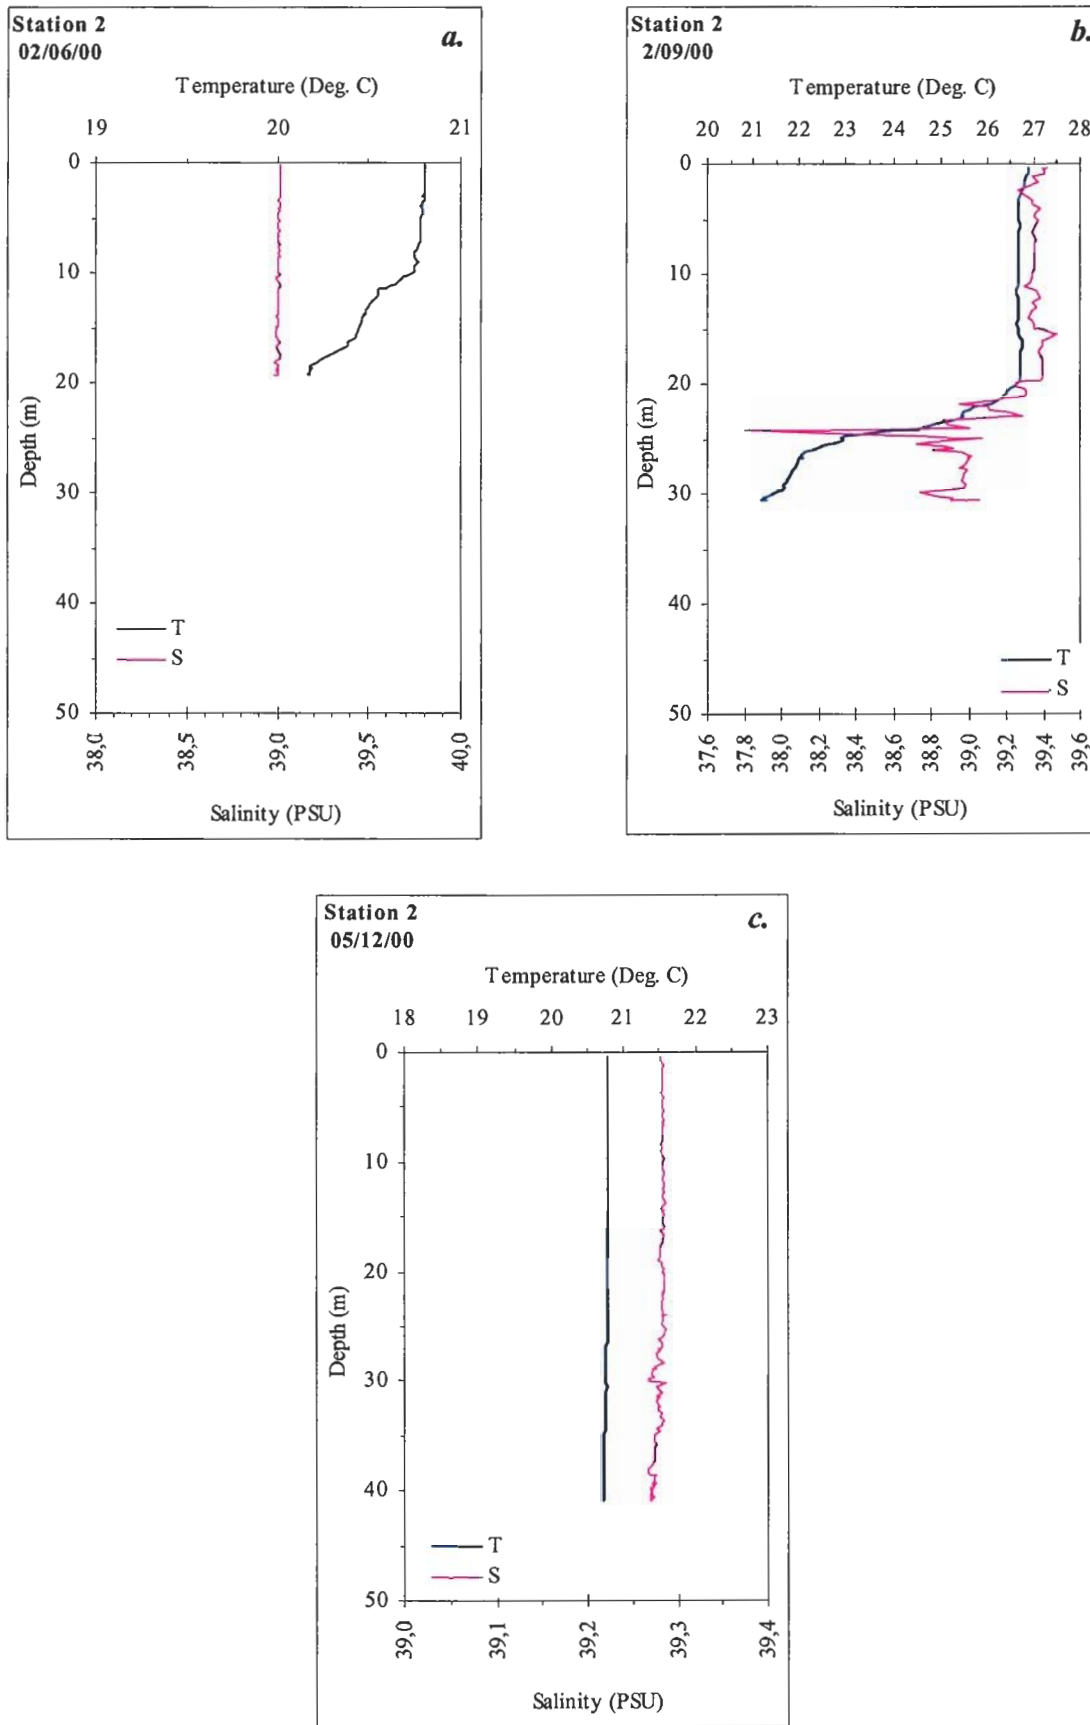 Station 2
02/06/00
a.
Temperature (Deg. C)
19 20 21
0
10
20
30
40
50
Depth (m)
T
S
38,0 38,5 39,0 39,5 40,0
Salinity (PSU)
Station 2
2/09/00
b.
Temperature (Deg. C)
20 21 22 23 24 25 26 27 28
0
10
20
30
40
50
Depth (m)
T
S
37,6 37,8 38,0 38,2 38,4 38,6 38,8 39,0 39,2 39,4 39,6
Salinity (PSU)
Station 2
05/12/00
c.
Temperature (Deg. C)
18 19 20 21 22 23
0
10
20
30
40
50
Depth (m)
T
S
39,0 39,1 39,2 39,3 39,4
Salinity (PSU)